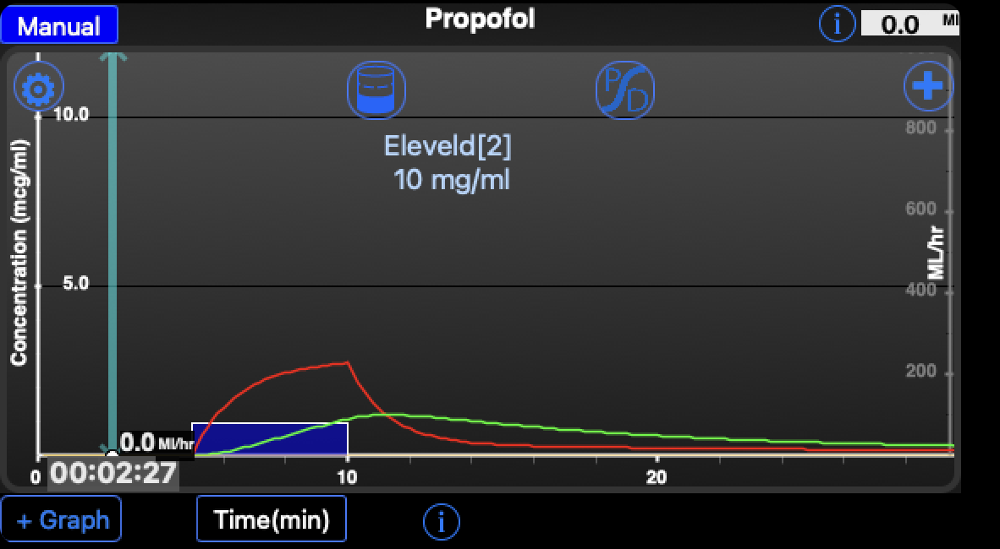 Manual
Propofol
i
0.0
Ml
10.0
800
Eleveld[2]
10 mg/ml
600
Concentration (mcg/ml)
ML/hr
5.0
400
200
0.0 Ml/hr
0
00:02:27
10
20
+ Graph
Time(min)
i
P
D